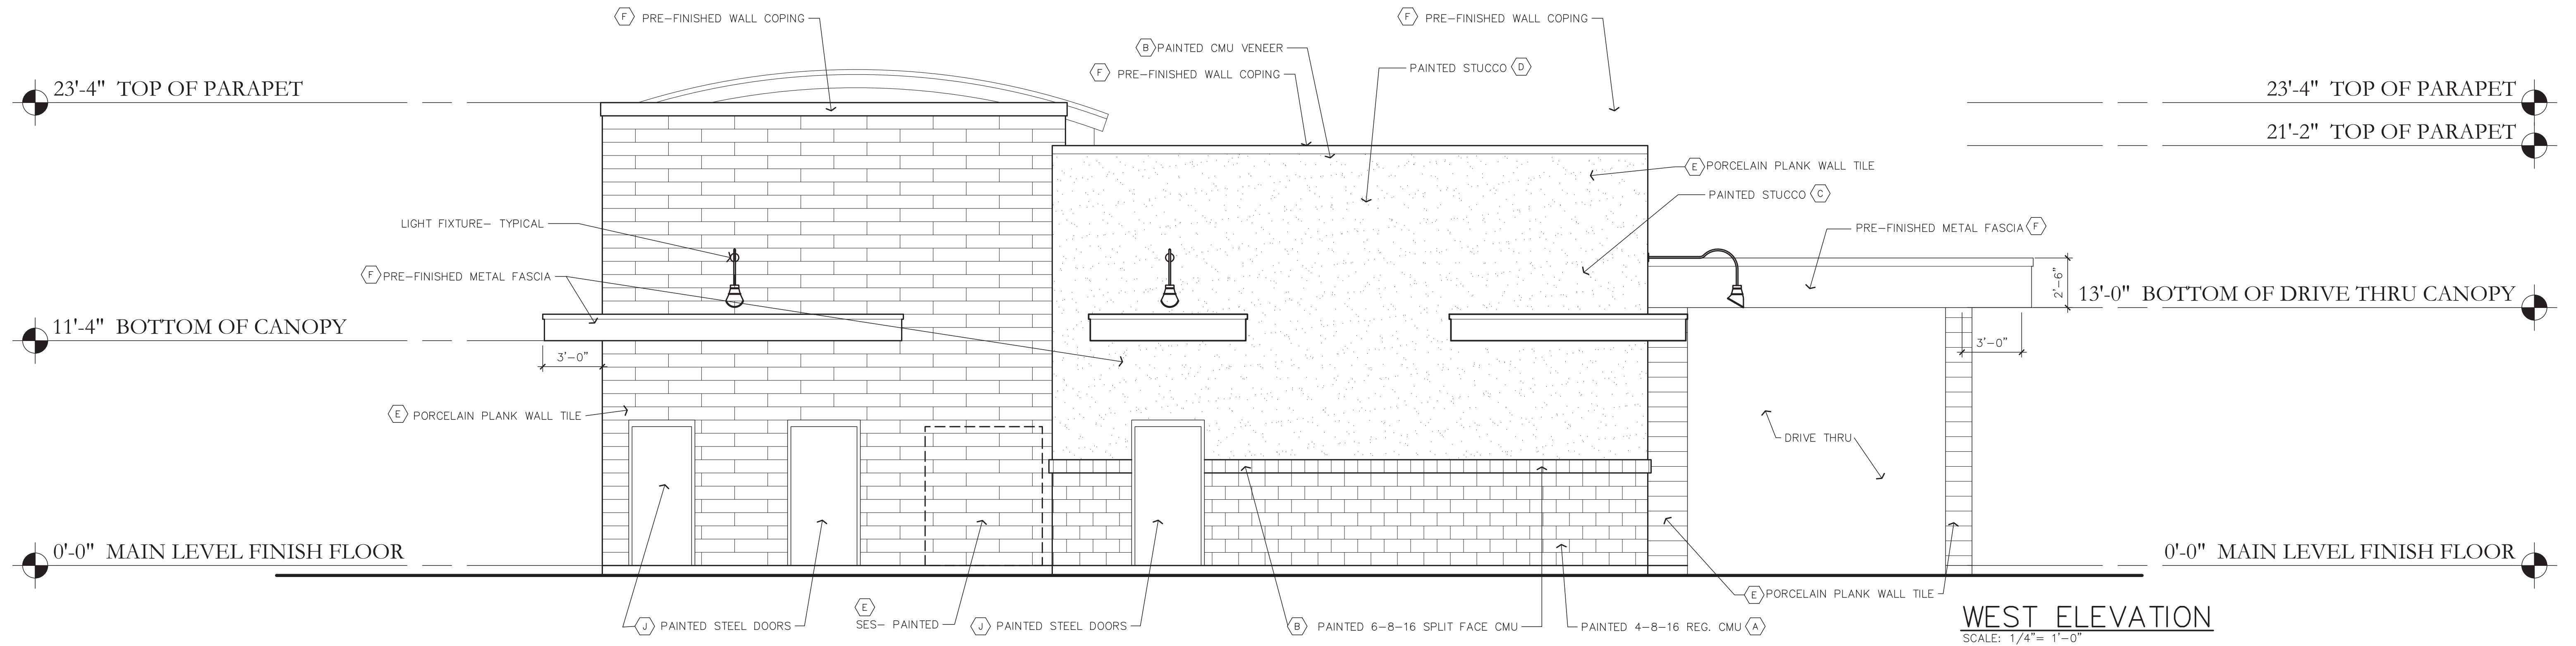 F PRE-FINISHED WALL COPING
F PRE-FINISHED WALL COPING
B PAINTED CMU VENEER
PAINTED STUCCO D
F PRE-FINISHED WALL COPING
23'-4" TOP OF PARAPET
23'-4" TOP OF PARAPET
21'-2" TOP OF PARAPET
E PORCELAIN PLANK WALL TILE
PAINTED STUCCO C
LIGHT FIXTURE- TYPICAL
PRE-FINISHED METAL FASCIA F
F PRE-FINISHED METAL FASCIA
2'-6"
13'-0" BOTTOM OF DRIVE THRU CANOPY
11'-4" BOTTOM OF CANOPY
3'-0"
3'-0"
E PORCELAIN PLANK WALL TILE
DRIVE THRU
0'-0" MAIN LEVEL FINISH FLOOR
0'-0" MAIN LEVEL FINISH FLOOR
E PORCELAIN PLANK WALL TILE
J PAINTED STEEL DOORS
E
SES- PAINTED
J PAINTED STEEL DOORS
B PAINTED 6-8-16 SPLIT FACE CMU
PAINTED 4-8-16 REG. CMU A
WEST ELEVATION
SCALE: 1/4"= 1'-0"